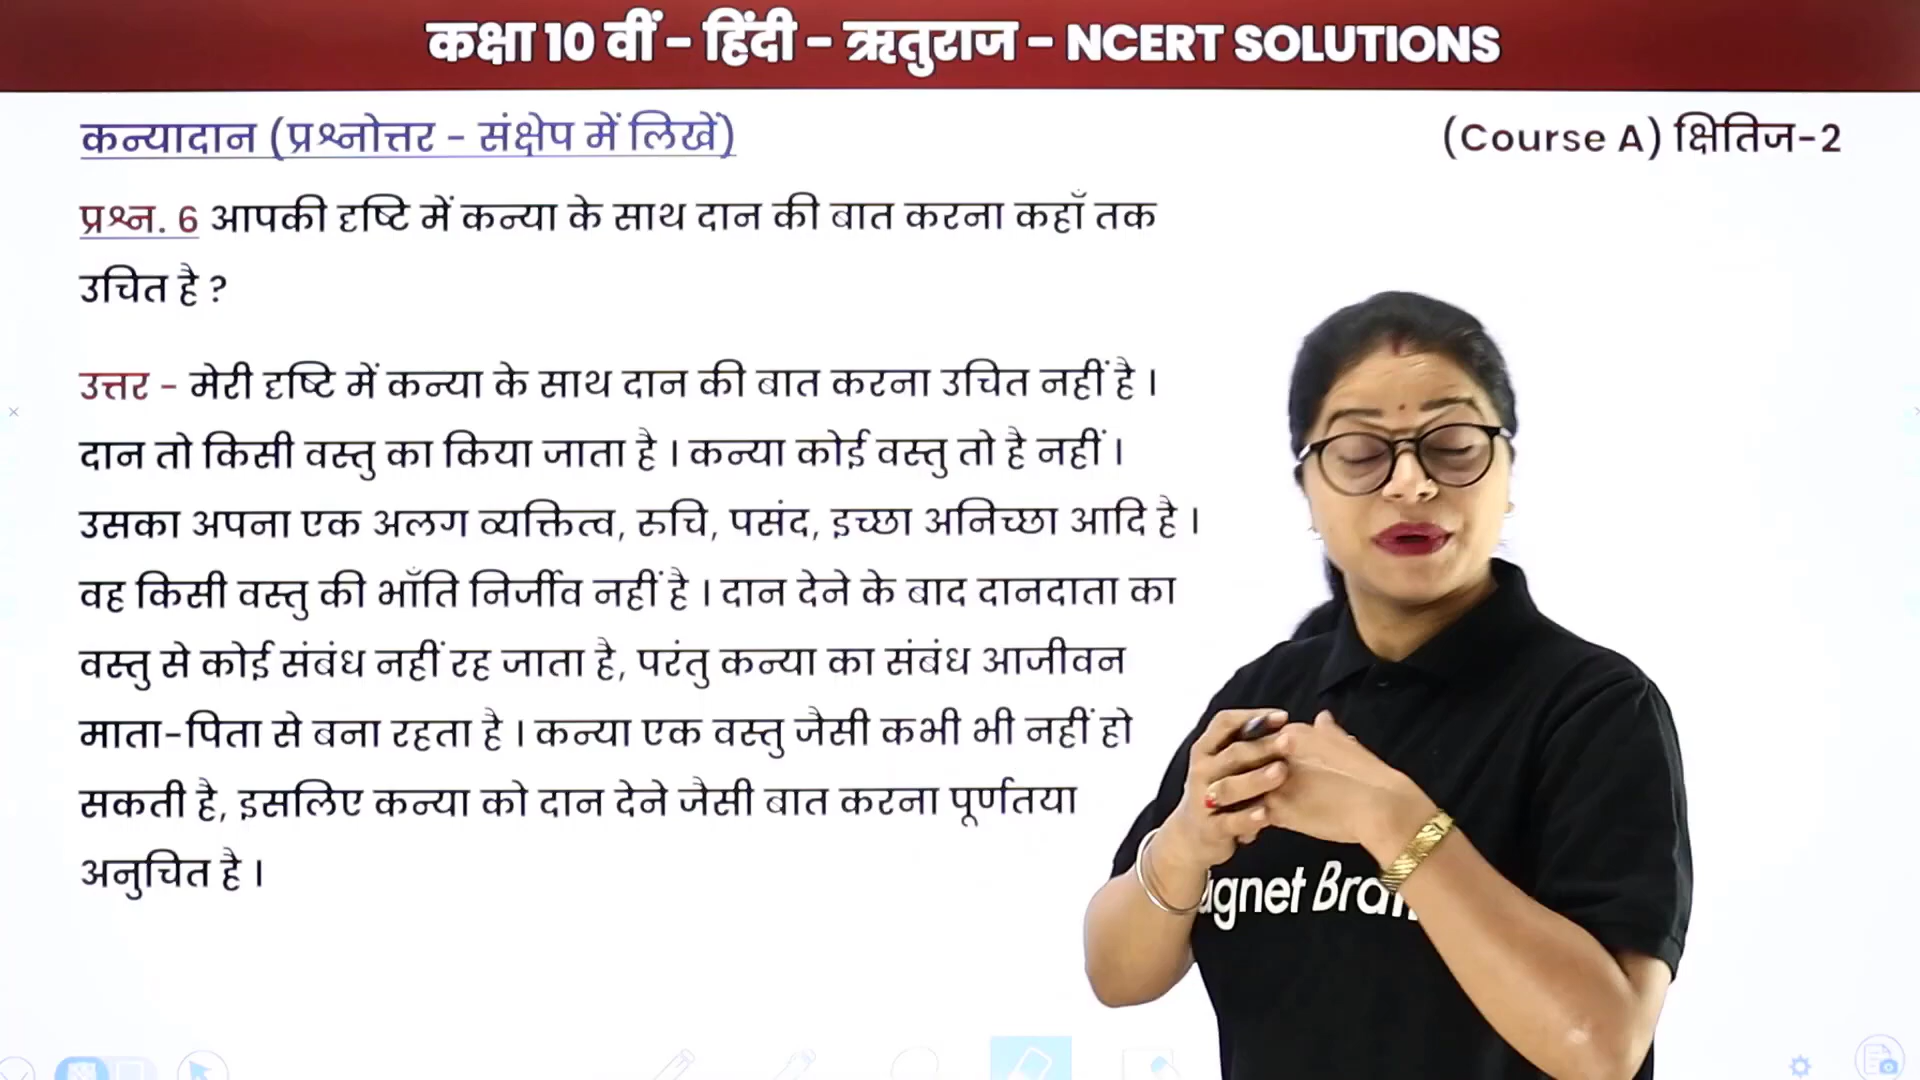 कक्षा 10 वीं - हिंदी - ऋतुराज - NCERT SOLUTIONS
कन्यादान (प्रश्नोत्तर - संक्षेप में लिखें)
(Course A) क्षितिज-2
प्रश्न. 6 आपकी दृष्टि में कन्या के साथ दान की बात करना कहाँ तक
उचित है ?
उत्तर - मेरी दृष्टि में कन्या के साथ दान की बात करना उचित नहीं है ।
दान तो किसी वस्तु का किया जाता है । कन्या कोई वस्तु तो है नहीं ।
उसका अपना एक अलग व्यक्तित्व, रुचि, पसंद, इच्छा अनिच्छा आदि है ।
वह किसी वस्तु की भाँति निर्जीव नहीं है । दान देने के बाद दानदाता का
वस्तु से कोई संबंध नहीं रह जाता है, परंतु कन्या का संबंध आजीवन
माता-पिता से बना रहता है । कन्या एक वस्तु जैसी कभी भी नहीं हो
सकती है, इसलिए कन्या को दान देने जैसी बात करना पूर्णतया
अनुचित है ।